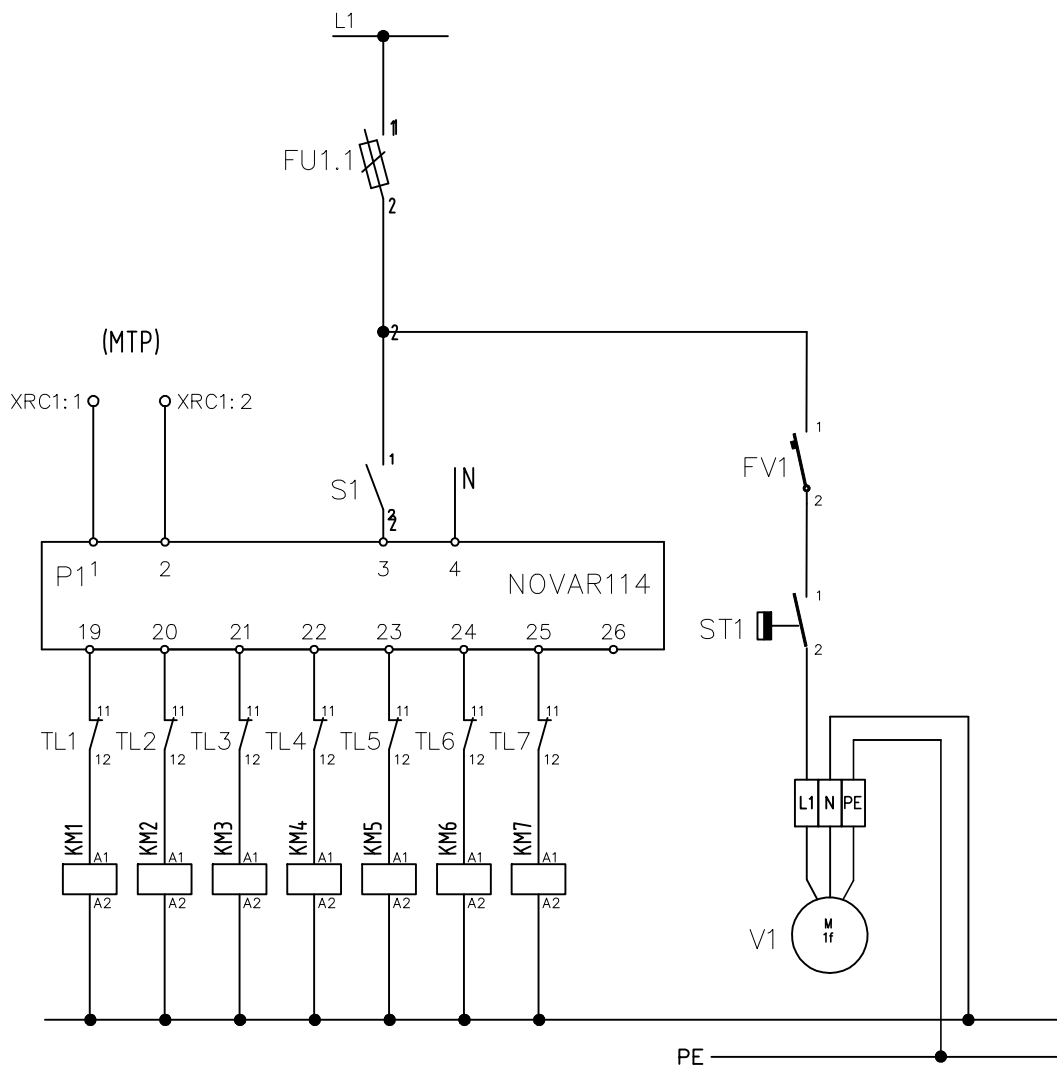 L1
11
FU1.1
2
2
(MTP)
XRC1:1 XRC1:2
1
FV1
2
1
S1
N
2
2
P1 1 2 3 4 NOVAR114
19 20 21 22 23 24 25 26
1
ST1
2
11 11 11 11 11 11 11
TL1 TL2 TL3 TL4 TL5 TL6 TL7
12 12 12 12 12 12 12
L1 N PE
KM1 KM2 KM3 KM4 KM5 KM6 KM7
A1 A1 A1 A1 A1 A1 A1
A2 A2 A2 A2 A2 A2 A2
V1
M
1f
PE